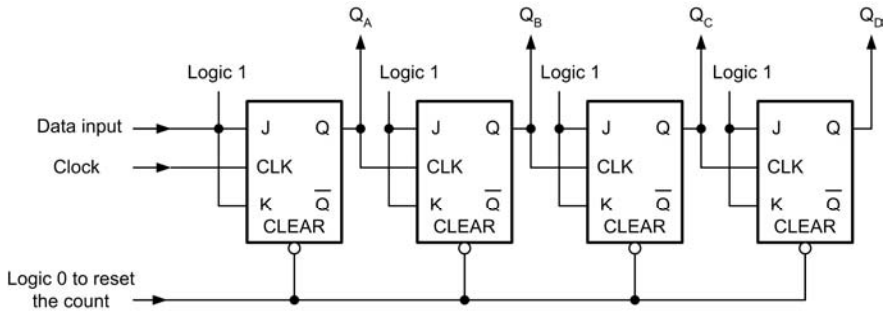 Q_A Q_B Q_C Q_D
Logic 1 Logic 1 Logic 1 Logic 1
Data input J Q J Q J Q J Q
Clock CLK CLK CLK CLK
K Q̅ K Q̅ K Q̅ K Q̅
CLEAR CLEAR CLEAR CLEAR
Logic 0 to reset
the count